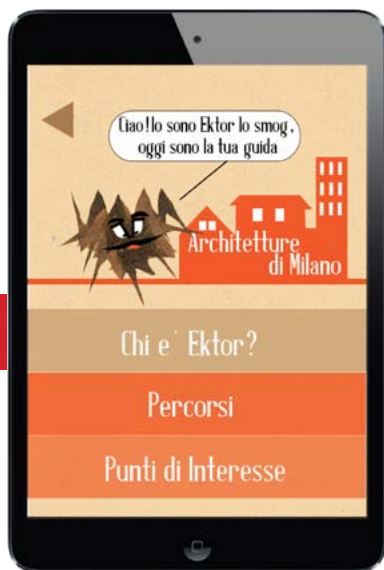 Ciao!Io sono Ektor lo smog,
oggi sono la tua guida
Architetture
di Milano
Chi e' Ektor?
Percorsi
Punti di Interesse